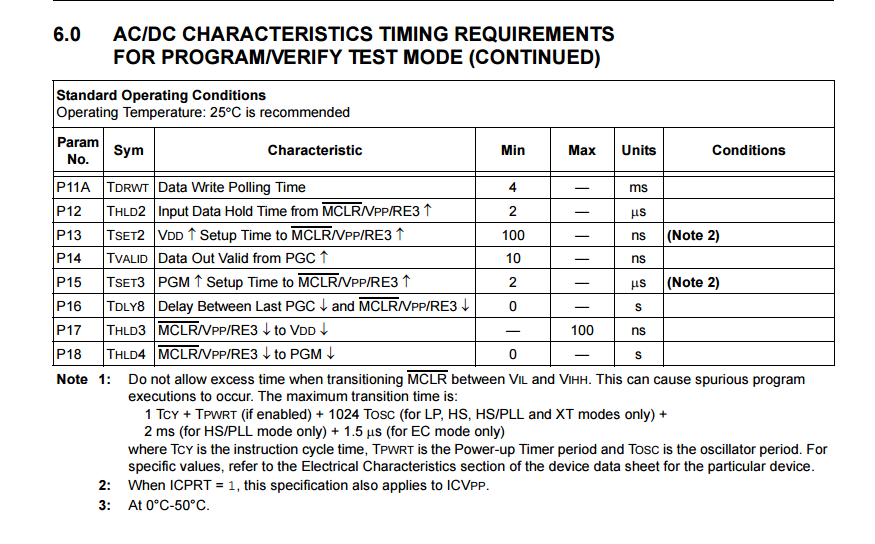 6.0 AC/DC CHARACTERISTICS TIMING REQUIREMENTS
FOR PROGRAM/VERIFY TEST MODE (CONTINUED)
Standard Operating Conditions
Operating Temperature: 25°C is recommended
Param No. Sym Characteristic Min Max Units Conditions
P11A TDRWT Data Write Polling Time 4 — ms
P12 THLD2 Input Data Hold Time from MCLR/VPP/RE3 ↑ 2 — μs
P13 TSET2 VDD ↑ Setup Time to MCLR/VPP/RE3 ↑ 100 — ns (Note 2)
P14 TVALID Data Out Valid from PGC ↑ 10 — ns
P15 TSET3 PGM ↑ Setup Time to MCLR/VPP/RE3 ↑ 2 — μs (Note 2)
P16 TDLY8 Delay Between Last PGC ↓ and MCLR/VPP/RE3 ↓ 0 — s
P17 THLD3 MCLR/VPP/RE3 ↓ to VDD ↓ — 100 ns
P18 THLD4 MCLR/VPP/RE3 ↓ to PGM ↓ 0 — s
Note 1: Do not allow excess time when transitioning MCLR between VIL and VIHH. This can cause spurious program
executions to occur. The maximum transition time is:
1 TCY + TPWRT (if enabled) + 1024 TOSC (for LP, HS, HS/PLL and XT modes only) +
2 ms (for HS/PLL mode only) + 1.5 μs (for EC mode only)
where TCY is the instruction cycle time, TPWRT is the Power-up Timer period and TOSC is the oscillator period. For
specific values, refer to the Electrical Characteristics section of the device data sheet for the particular device.
2: When ICPRT = 1, this specification also applies to ICVPP.
3: At 0°C-50°C.